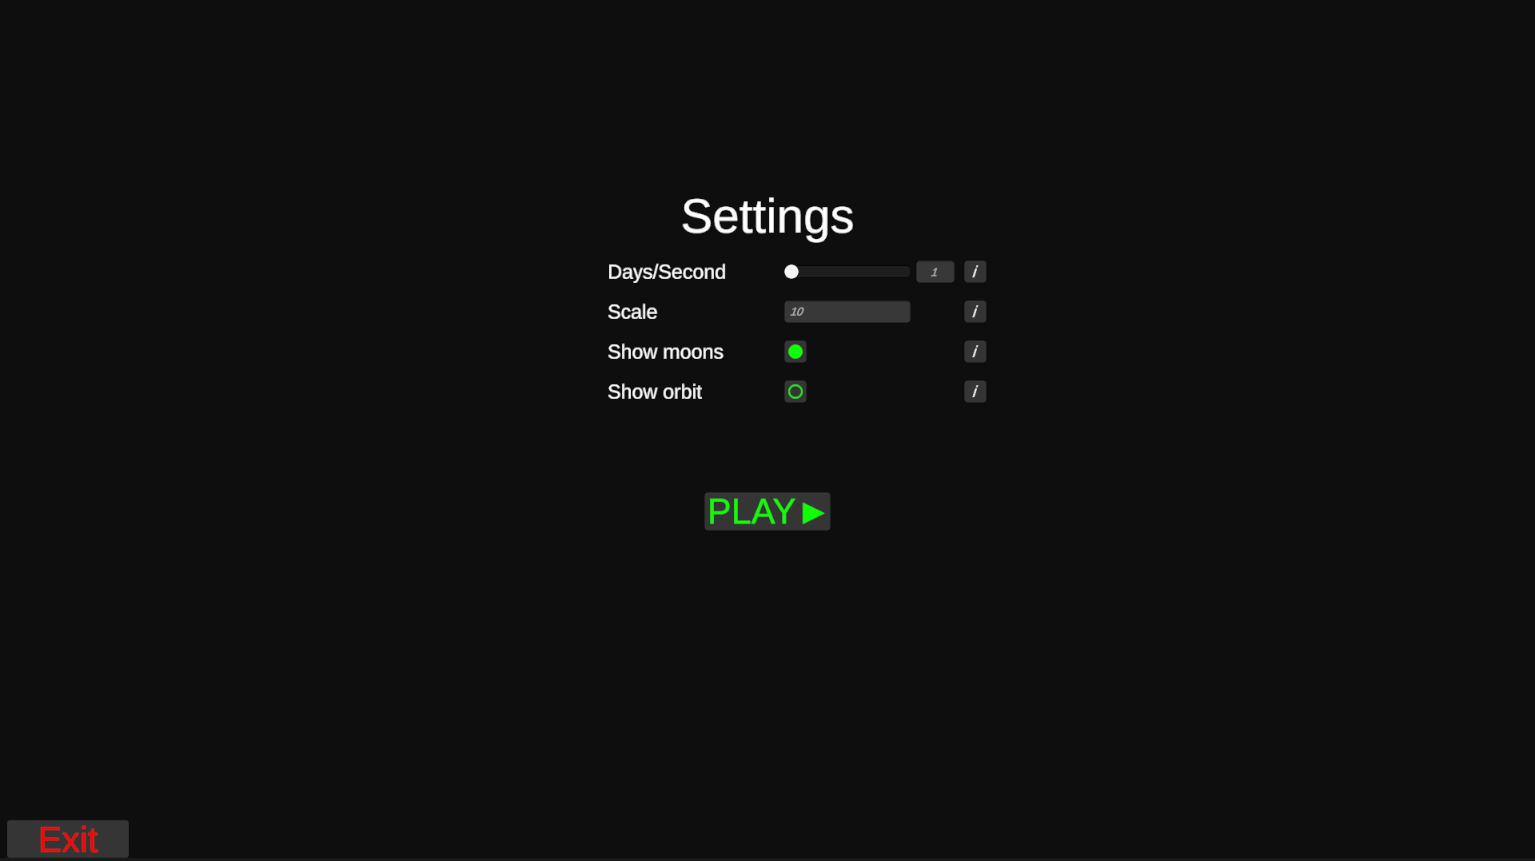 Settings
Days/Second 1 i
Scale 10 i
Show moons i
Show orbit i
PLAY ▶
Exit